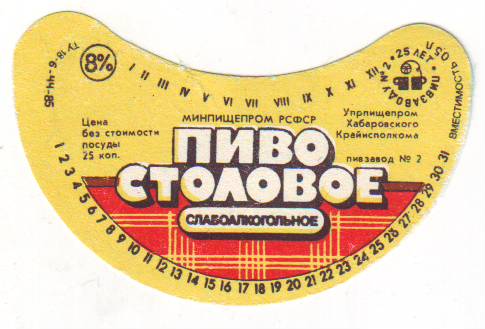 ТУ-18-6-44-85
8%
I II III IV V VI VII VIII IX X XI XII
ПИВЗАВОДУ №2·25 ЛЕТ·
ВМЕСТИМОСТЬ 0,5 Л
МИНПИЩЕПРОМ РСФСР
Цена
без стоимости
посуды
25 коп.
Упрпищепром
Хабаровского
Крайисполкома
пивзавод № 2
ПИВО
СТОЛОВОЕ
СЛАБОАЛКОГОЛЬНОЕ
1 2 3 4 5 6 7 8 9 10 11 12 13 14 15 16 17 18 19 20 21 22 23 24 25 26 27 28 29 30 31